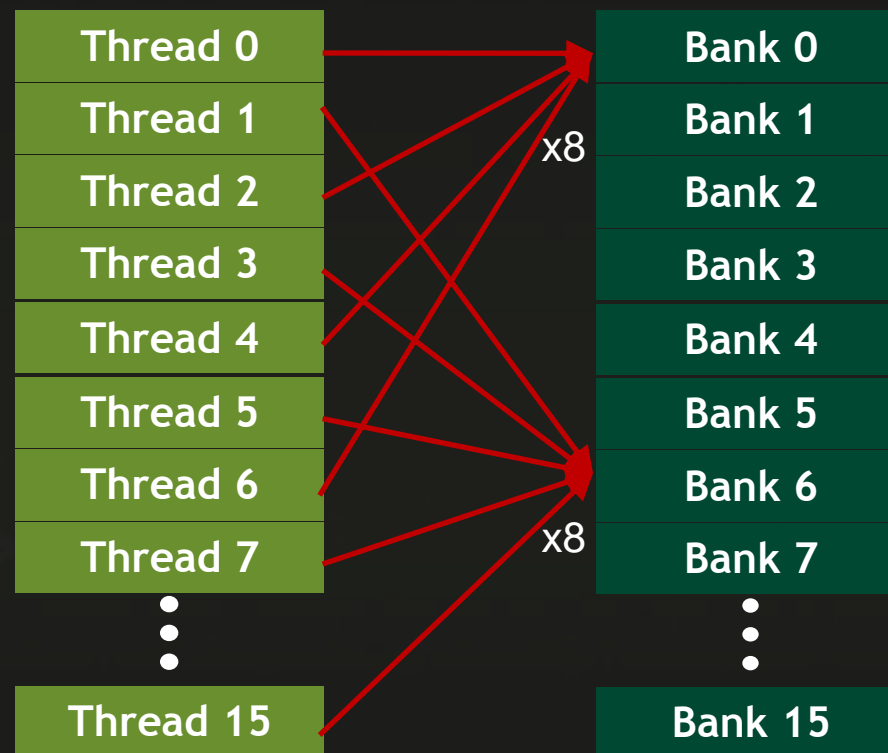 Thread 0
Thread 1
Thread 2
Thread 3
Thread 4
Thread 5
Thread 6
Thread 7
Thread 15
x8
x8
Bank 0
Bank 1
Bank 2
Bank 3
Bank 4
Bank 5
Bank 6
Bank 7
Bank 15